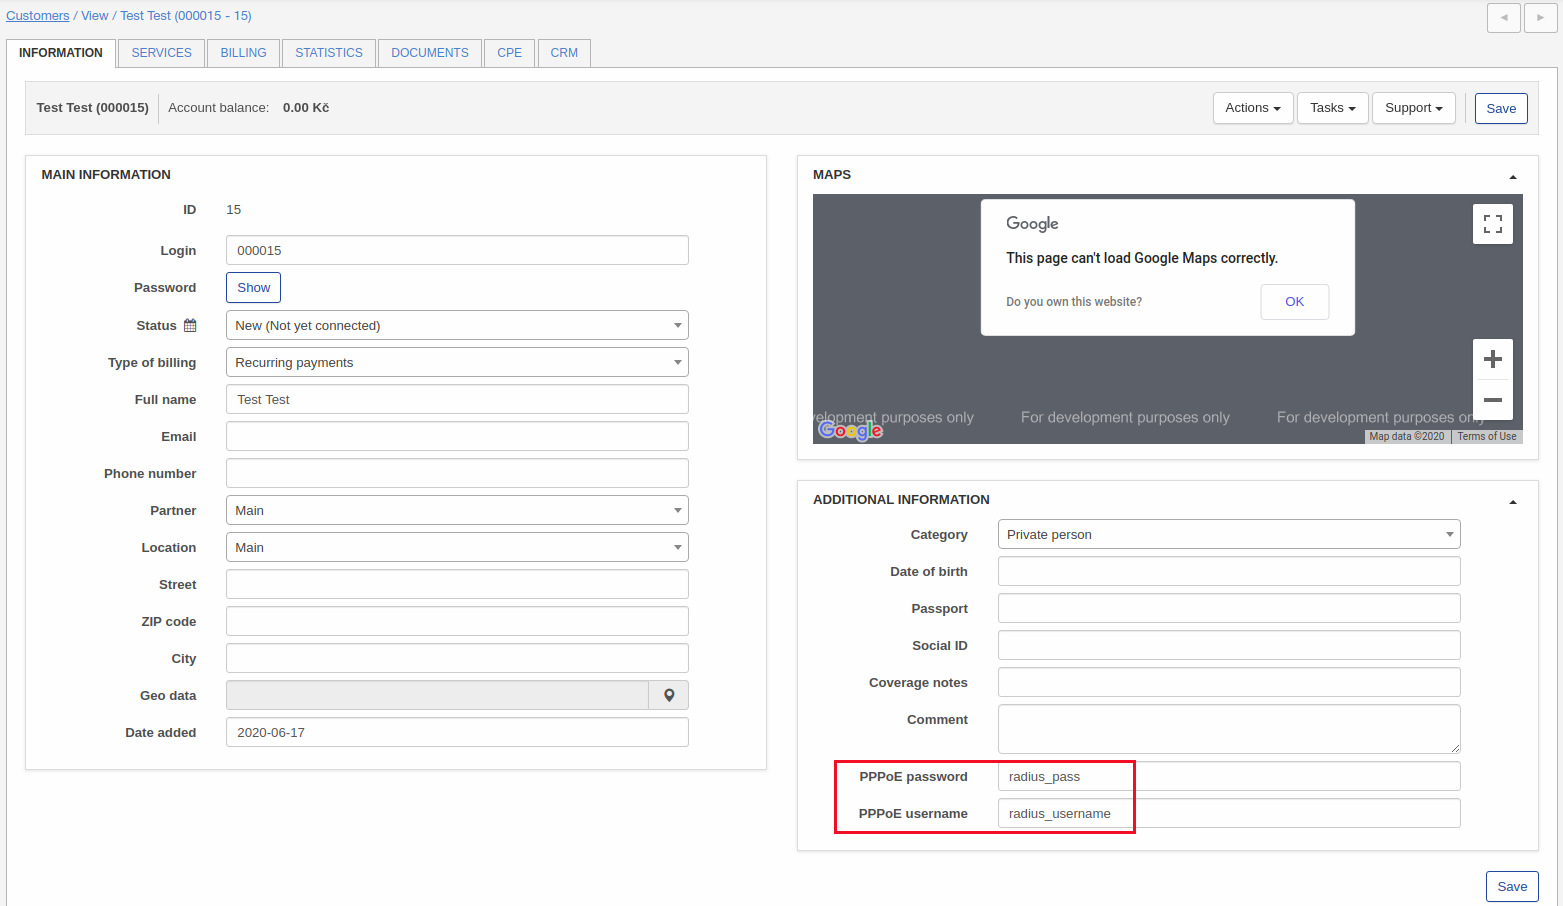 Customers / View / Test Test (000015 - 15)
INFORMATION SERVICES BILLING STATISTICS DOCUMENTS CPE CRM
Test Test (000015) Account balance: 0.00 Kč Actions Tasks Support Save
MAIN INFORMATION
ID 15
Login 000015
Password Show
Status New (Not yet connected)
Type of billing Recurring payments
Full name Test Test
Email
Phone number
Partner Main
Location Main
Street
ZIP code
City
Geo data
Date added 2020-06-17
MAPS
Google
This page can't load Google Maps correctly.
Do you own this website? OK
velopment purposes only For development purposes only For development purposes only
Google
Map data ©2020 Terms of Use
ADDITIONAL INFORMATION
Category Private person
Date of birth
Passport
Social ID
Coverage notes
Comment
PPPoE password radius_pass
PPPoE username radius_username
Save